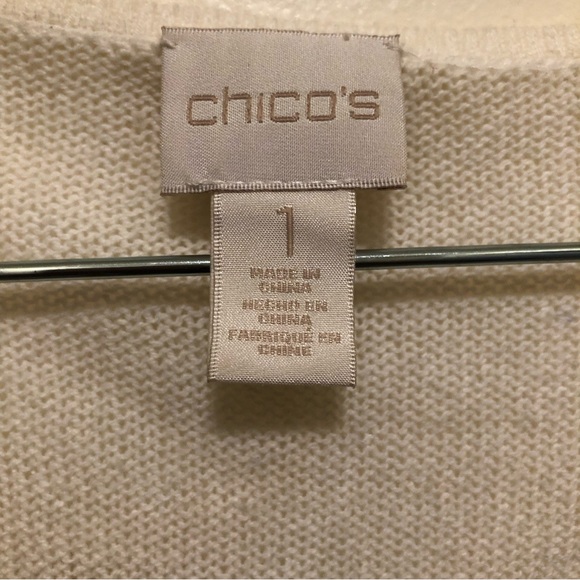 chico's
1
MADE IN
CHINA
HECHO EN
CHINA
FABRIQUÉ EN
CHINE